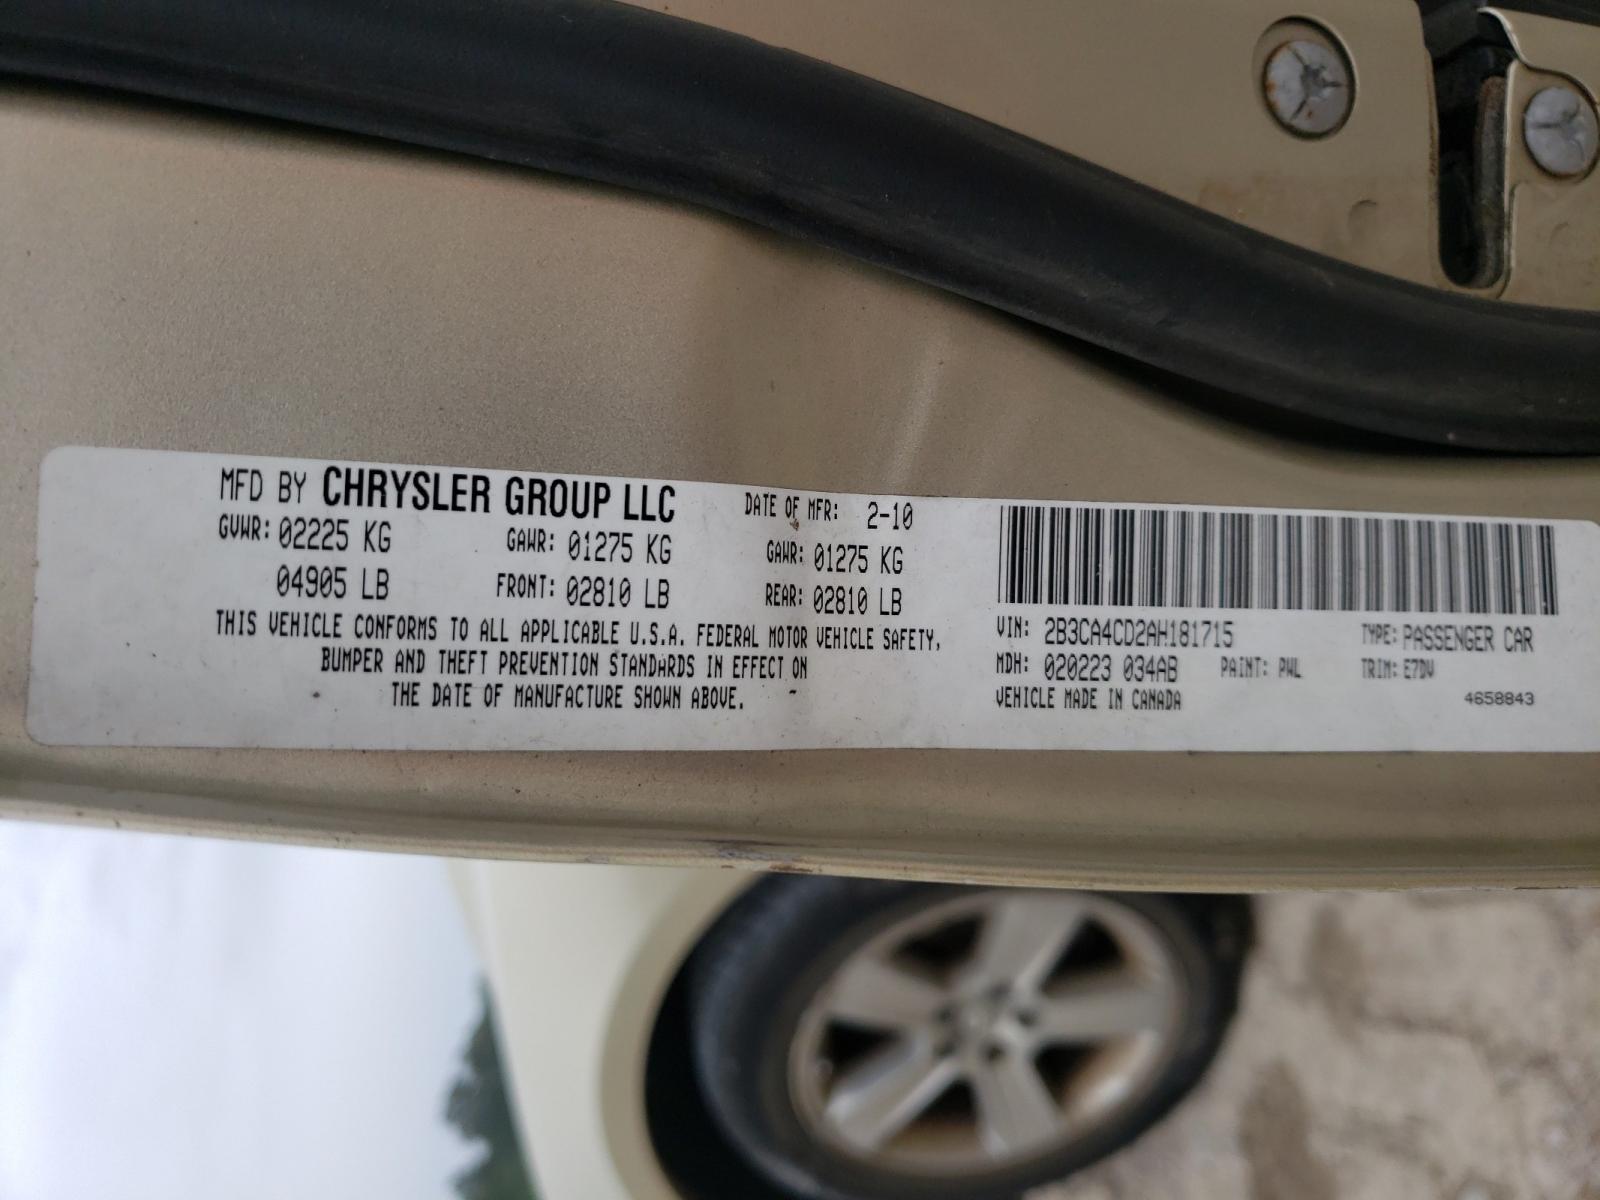 MFD BY CHRYSLER GROUP LLC DATE OF MFR: 2-10
GVWR: 02225 KG GAWR: 01275 KG GAWR: 01275 KG
04905 LB FRONT: 02810 LB REAR: 02810 LB
THIS VEHICLE CONFORMS TO ALL APPLICABLE U.S.A. FEDERAL MOTOR VEHICLE SAFETY,
BUMPER AND THEFT PREVENTION STANDARDS IN EFFECT ON
THE DATE OF MANUFACTURE SHOWN ABOVE.
VIN: 2B3CA4CD2AH181715 TYPE: PASSENGER CAR
MDH: 020223 034AB PAINT: PWL TRIM: E7DV
VEHICLE MADE IN CANADA 4658843